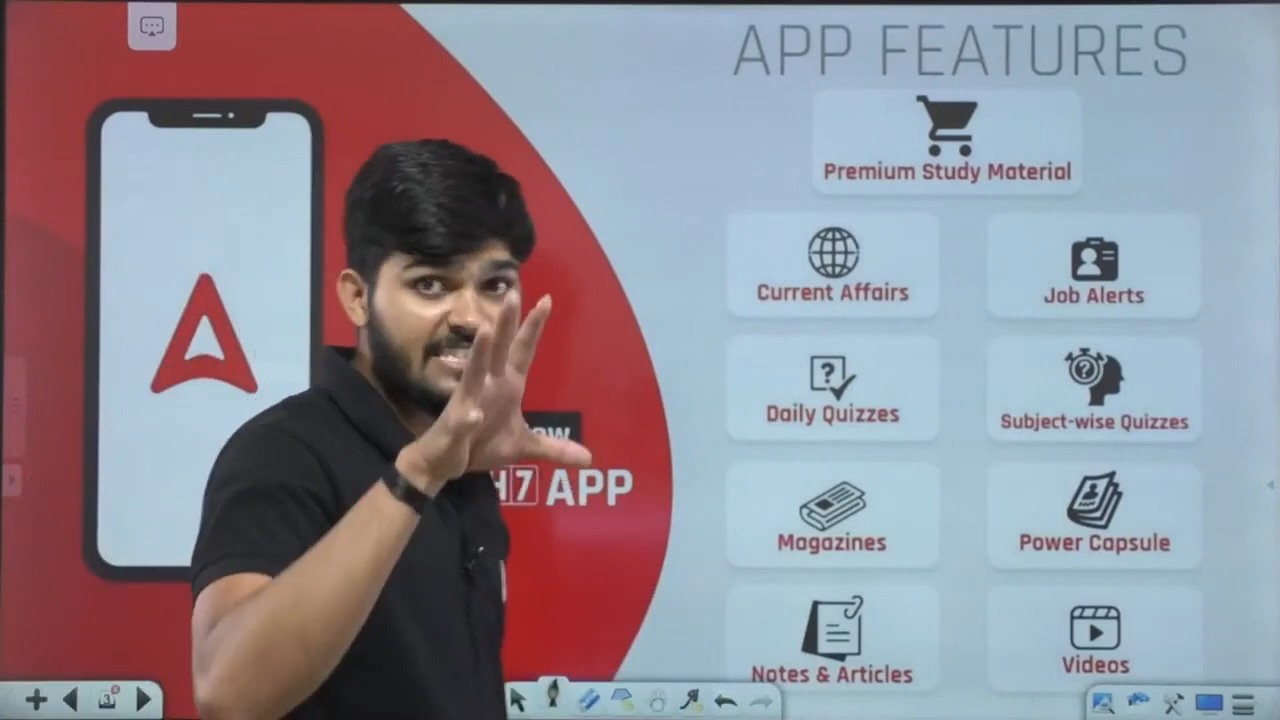 APP FEATURES
Premium Study Material
Current Affairs
Job Alerts
Daily Quizzes
Subject-wise Quizzes
Magazines
Power Capsule
APP
Notes & Articles
Videos
3